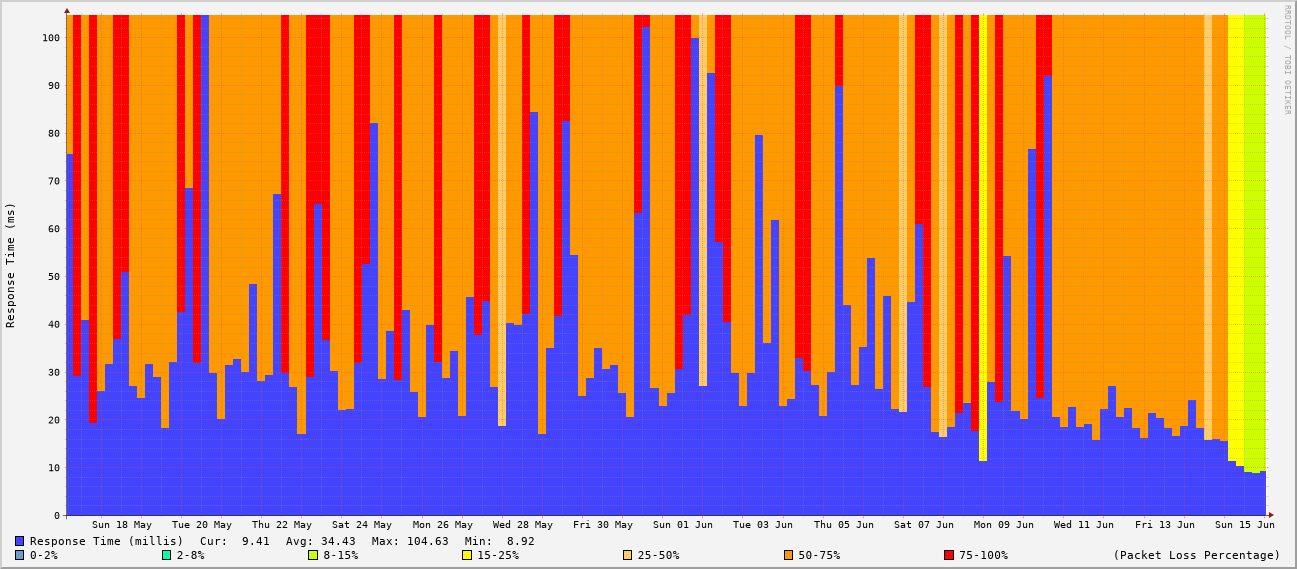 RRDTOOL / TOBI OETIKER
Response Time (ms)
100
90
80
70
60
50
40
30
20
10
0
Sun 18 May Tue 20 May Thu 22 May Sat 24 May Mon 26 May Wed 28 May Fri 30 May Sun 01 Jun Tue 03 Jun Thu 05 Jun Sat 07 Jun Mon 09 Jun Wed 11 Jun Fri 13 Jun Sun 15 Jun
Response Time (millis) Cur: 9.41 Avg: 34.43 Max: 104.63 Min: 8.92
0-2% 2-8% 8-15% 15-25% 25-50% 50-75% 75-100% (Packet Loss Percentage)